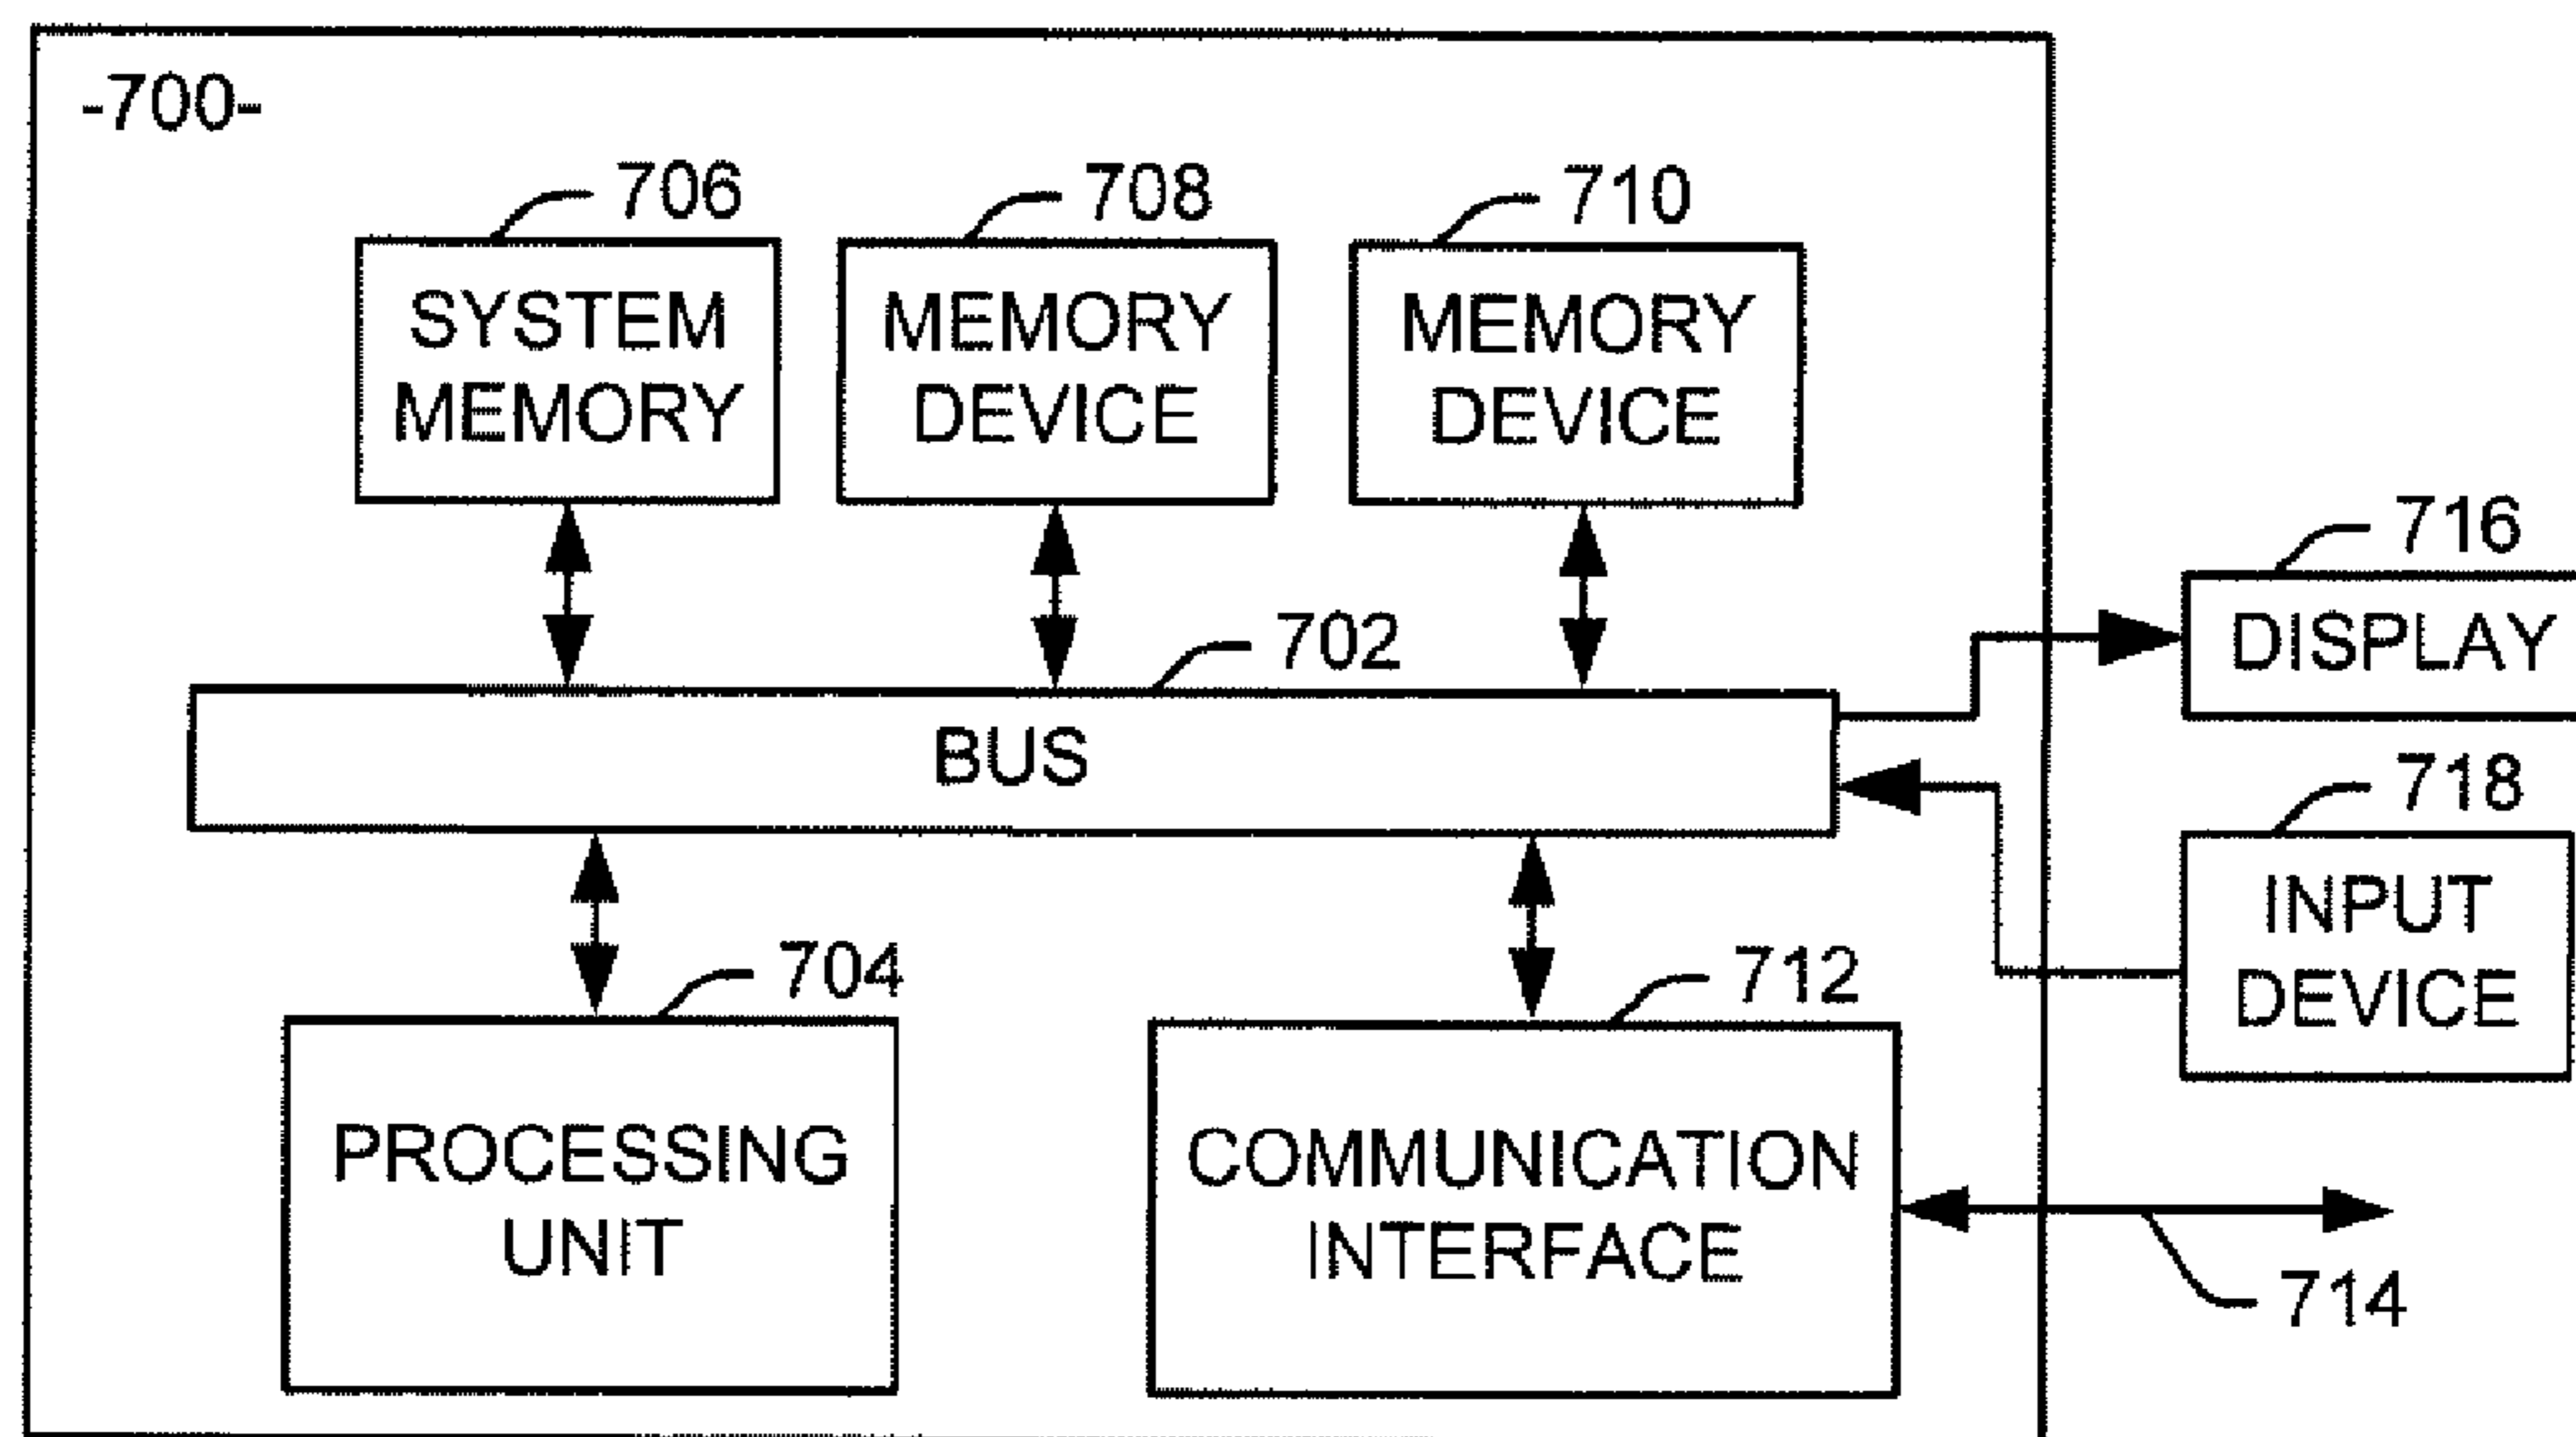 -700-
706
708
710
SYSTEM
MEMORY
MEMORY
DEVICE
MEMORY
DEVICE
716
DISPLAY
702
BUS
718
INPUT
DEVICE
704
712
PROCESSING
UNIT
COMMUNICATION
INTERFACE
714